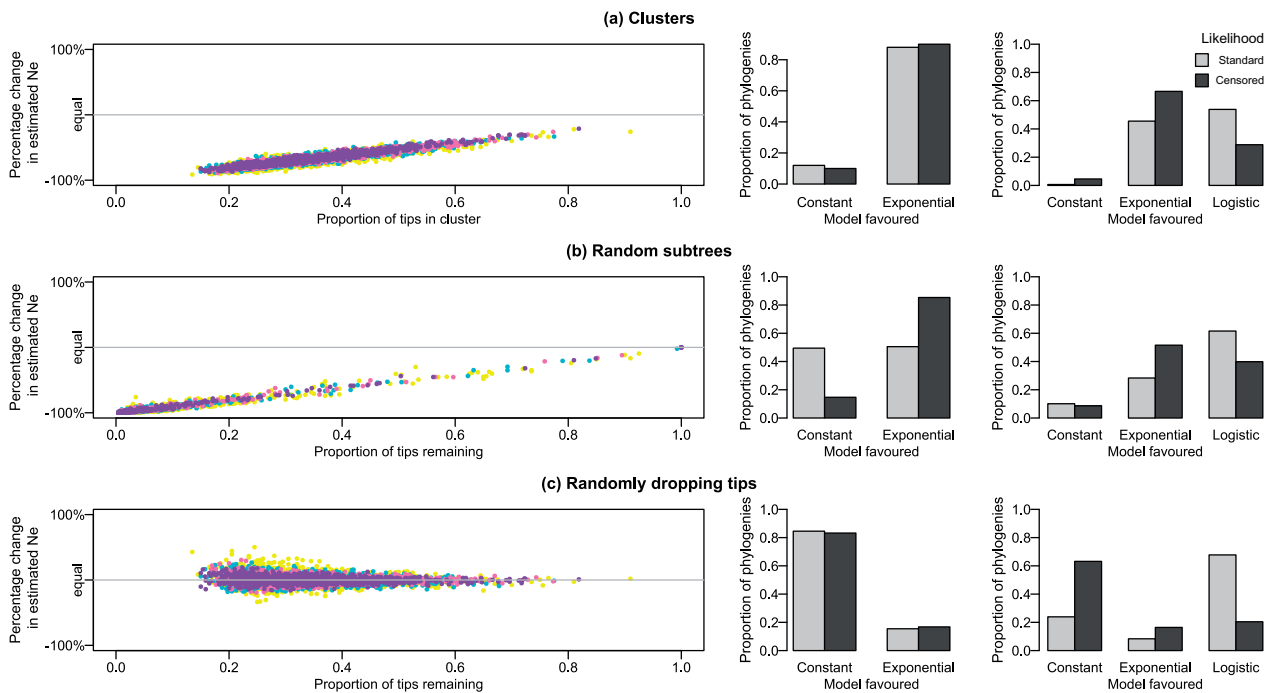 (a) Clusters
Percentage change
in estimated Ne
100%
equal
-100%
0.0 0.2 0.4 0.6 0.8 1.0
Proportion of tips in cluster
Proportion of phylogenies
0.8
0.6
0.4
0.2
0.0
Constant Exponential
Model favoured
Proportion of phylogenies
1.0
0.8
0.6
0.4
0.2
0.0
Constant Exponential Logistic
Model favoured
Likelihood
Standard
Censored
(b) Random subtrees
Percentage change
in estimated Ne
100%
equal
-100%
0.0 0.2 0.4 0.6 0.8 1.0
Proportion of tips remaining
Proportion of phylogenies
1.0
0.8
0.6
0.4
0.2
0.0
Constant Exponential
Model favoured
Proportion of phylogenies
1.0
0.8
0.6
0.4
0.2
0.0
Constant Exponential Logistic
Model favoured
(c) Randomly dropping tips
Percentage change
in estimated Ne
100%
equal
-100%
0.0 0.2 0.4 0.6 0.8 1.0
Proportion of tips remaining
Proportion of phylogenies
1.0
0.8
0.6
0.4
0.2
0.0
Constant Exponential
Model favoured
Proportion of phylogenies
1.0
0.8
0.6
0.4
0.2
0.0
Constant Exponential Logistic
Model favoured